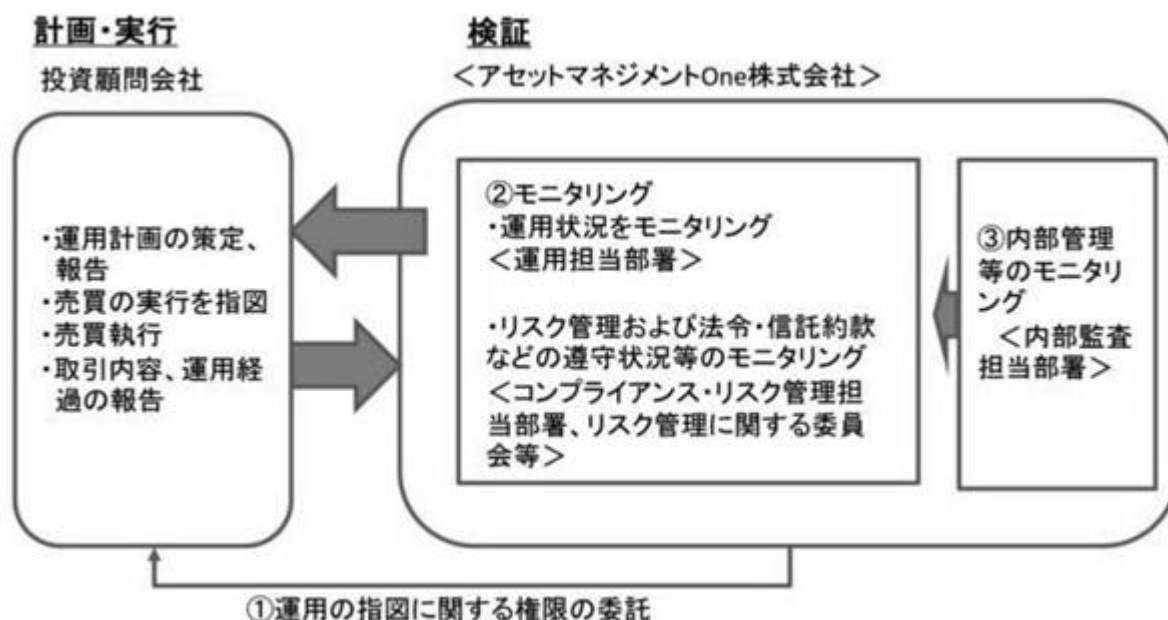 計画・実行
投資顧問会社
・運用計画の策定、
報告
・売買の実行を指図
・売買執行
・取引内容、運用経
過の報告
検証
＜アセットマネジメントOne株式会社＞
②モニタリング
・運用状況をモニタリング
＜運用担当部署＞
・リスク管理および法令・信託約款
などの遵守状況等のモニタリング
＜コンプライアンス・リスク管理担
当部署、リスク管理に関する委員
会等＞
③内部管理
等のモニタリ
ング
＜内部監査
担当部署＞
①運用の指図に関する権限の委託